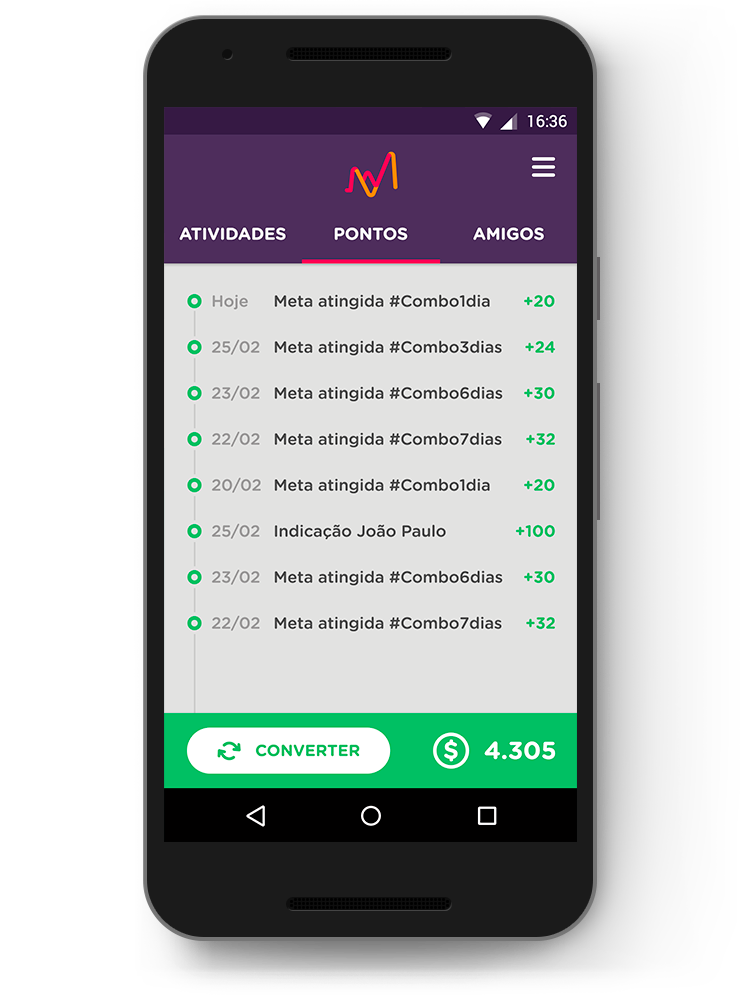 16:36
ATIVIDADES PONTOS AMIGOS
Hoje Meta atingida #Combo1dia +20
25/02 Meta atingida #Combo3dias +24
23/02 Meta atingida #Combo6dias +30
22/02 Meta atingida #Combo7dias +32
20/02 Meta atingida #Combo1dia +20
25/02 Indicação João Paulo +100
23/02 Meta atingida #Combo6dias +30
22/02 Meta atingida #Combo7dias +32
CONVERTER $ 4.305